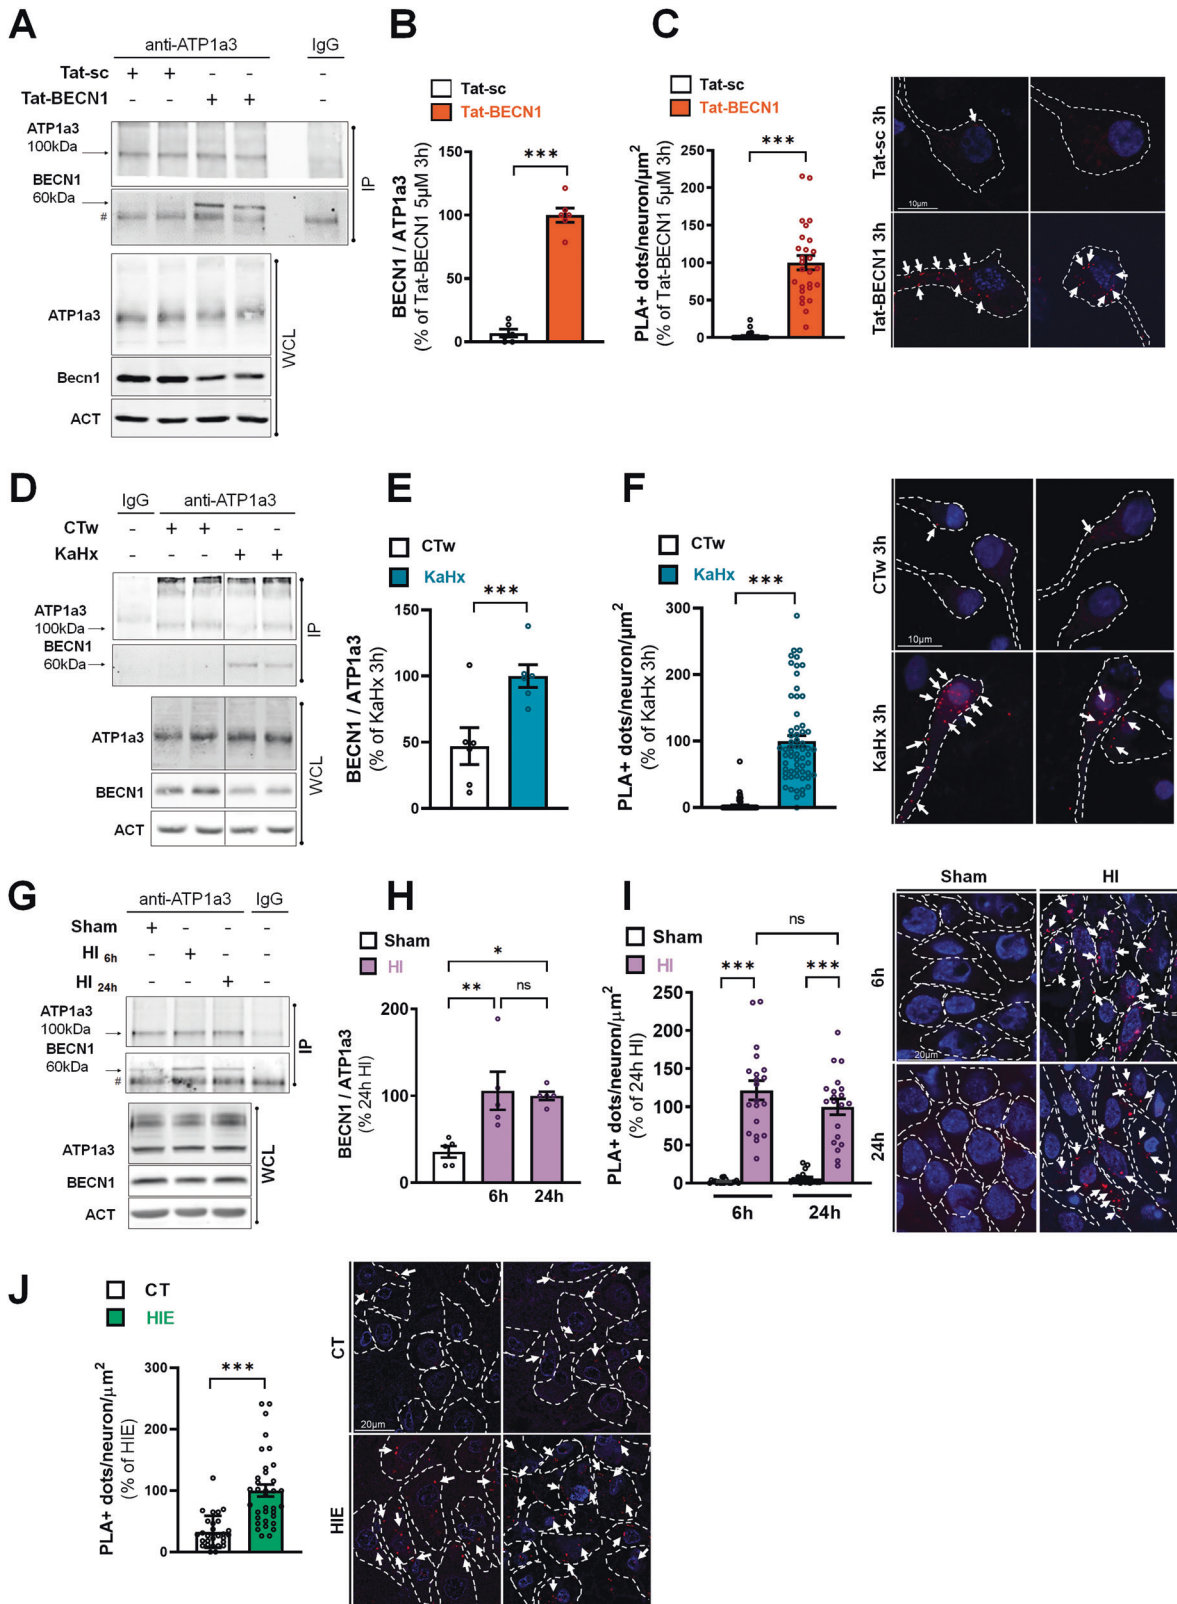 A
anti-ATP1a3 IgG
Tat-sc + + - - -
Tat-BECN1 - - + + -
ATP1a3
100kDa
BECN1
60kDa
#
IP
ATP1a3
Becn1
ACT
WCL
B
Tat-sc
Tat-BECN1
BECN1 / ATP1a3
(% of Tat-BECN1 5µM 3h)
150
100
50
0
***
C
Tat-sc
Tat-BECN1
PLA+ dots/neuron/µm²
(% of Tat-BECN1 5µM 3h)
250
200
150
100
50
0
***
Tat-sc 3h
10µm
Tat-BECN1 3h
D
IgG anti-ATP1a3
CTw - + + - -
KaHx - - - + +
ATP1a3
100kDa
BECN1
60kDa
IP
ATP1a3
BECN1
ACT
WCL
E
CTw
KaHx
BECN1 / ATP1a3
(% of KaHx 3h)
150
100
50
0
***
F
CTw
KaHx
PLA+ dots/neuron/µm²
(% of KaHx 3h)
300
200
100
0
***
CTw 3h
10µm
KaHx 3h
G
anti-ATP1a3 IgG
Sham + - - -
HI 6h - + - -
HI 24h - - + -
ATP1a3
100kDa
BECN1
60kDa
#
IP
ATP1a3
BECN1
ACT
WCL
H
Sham
HI
BECN1 / ATP1a3
(% 24h HI)
200
100
0
*
** ns
6h 24h
I
Sham
HI
PLA+ dots/neuron/µm²
(% of 24h HI)
250
200
150
100
50
0
ns
*** ***
6h 24h
Sham HI
6h
20µm
24h
J
CT
HIE
PLA+ dots/neuron/µm²
(% of HIE)
300
200
100
0
***
CT
20µm
HIE